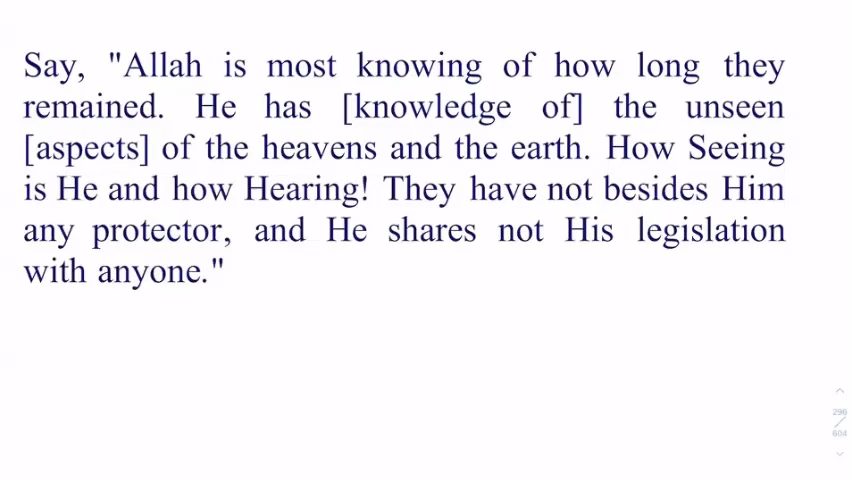 Say, "Allah is most knowing of how long they
remained. He has [knowledge of] the unseen
[aspects] of the heavens and the earth. How Seeing
is He and how Hearing! They have not besides Him
any protector, and He shares not His legislation
with anyone."
296
/
604